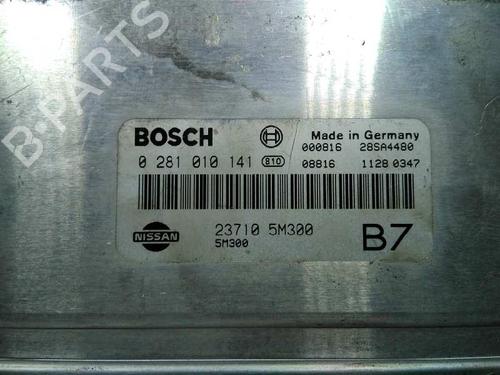 B-PARTS
BOSCH
Made in Germany
0 281 010 141 810
000816 28SA4480
08816 1128 0347
NISSAN
23710 5M300
5M300
B7